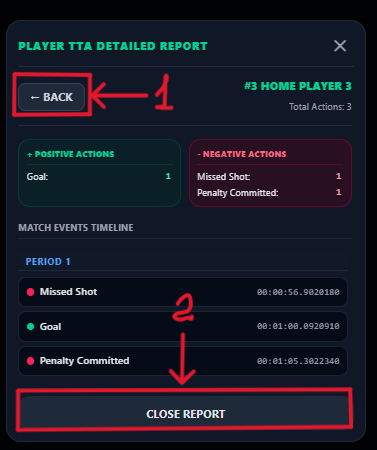 PLAYER TTA DETAILED REPORT ✕
← BACK
1
#3 HOME PLAYER 3
Total Actions: 3
+ POSITIVE ACTIONS
Goal: 1
- NEGATIVE ACTIONS
Missed Shot: 1
Penalty Committed: 1
MATCH EVENTS TIMELINE
PERIOD 1
Missed Shot 00:00:56.9020180
2
Goal 00:01:00.0920910
Penalty Committed 00:01:05.3022340
CLOSE REPORT